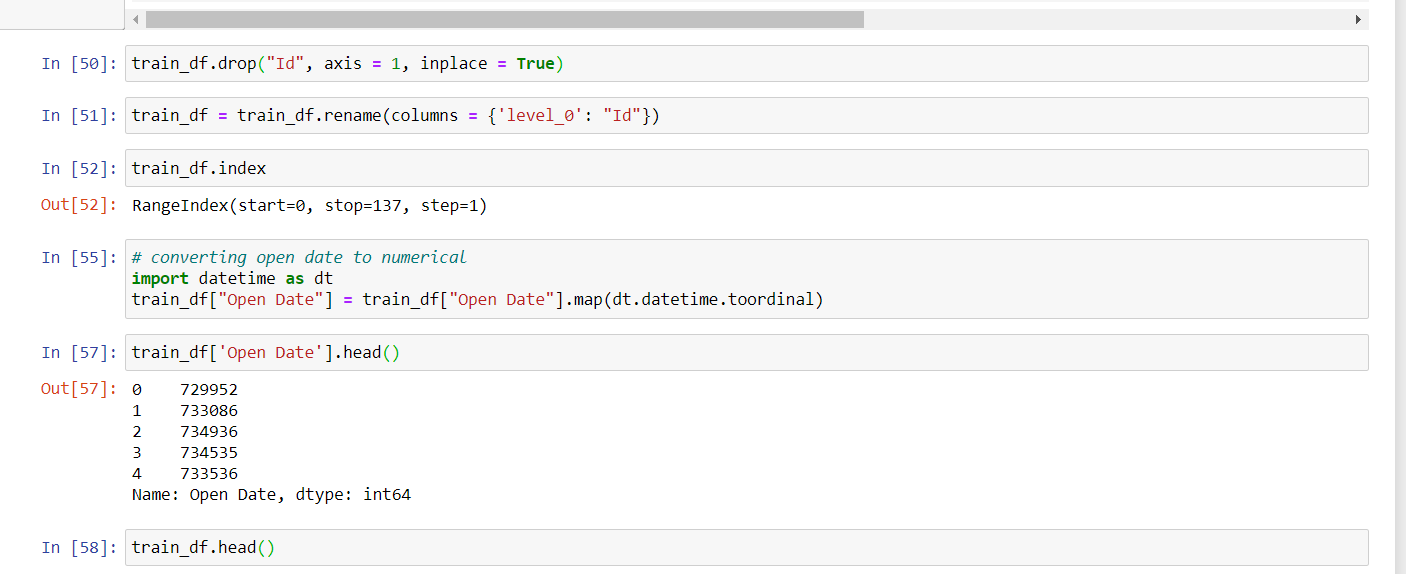 In [50]: train_df.drop("Id", axis = 1, inplace = True)
In [51]: train_df = train_df.rename(columns = {'level_0': "Id"})
In [52]: train_df.index
Out[52]: RangeIndex(start=0, stop=137, step=1)
In [55]: # converting open date to numerical
import datetime as dt
train_df["Open Date"] = train_df["Open Date"].map(dt.datetime.toordinal)
In [57]: train_df['Open Date'].head()
Out[57]: 0    729952
1    733086
2    734936
3    734535
4    733536
Name: Open Date, dtype: int64
In [58]: train_df.head()